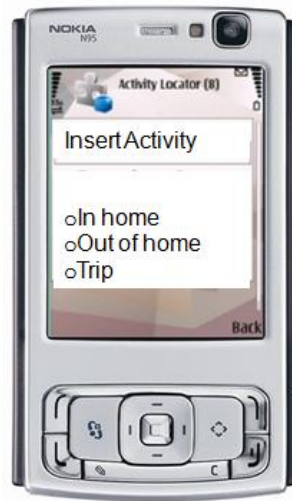 NOKIA
N95
Activity Locator (8)
Insert Activity
oIn home
oOut of home
oTrip
Back
C